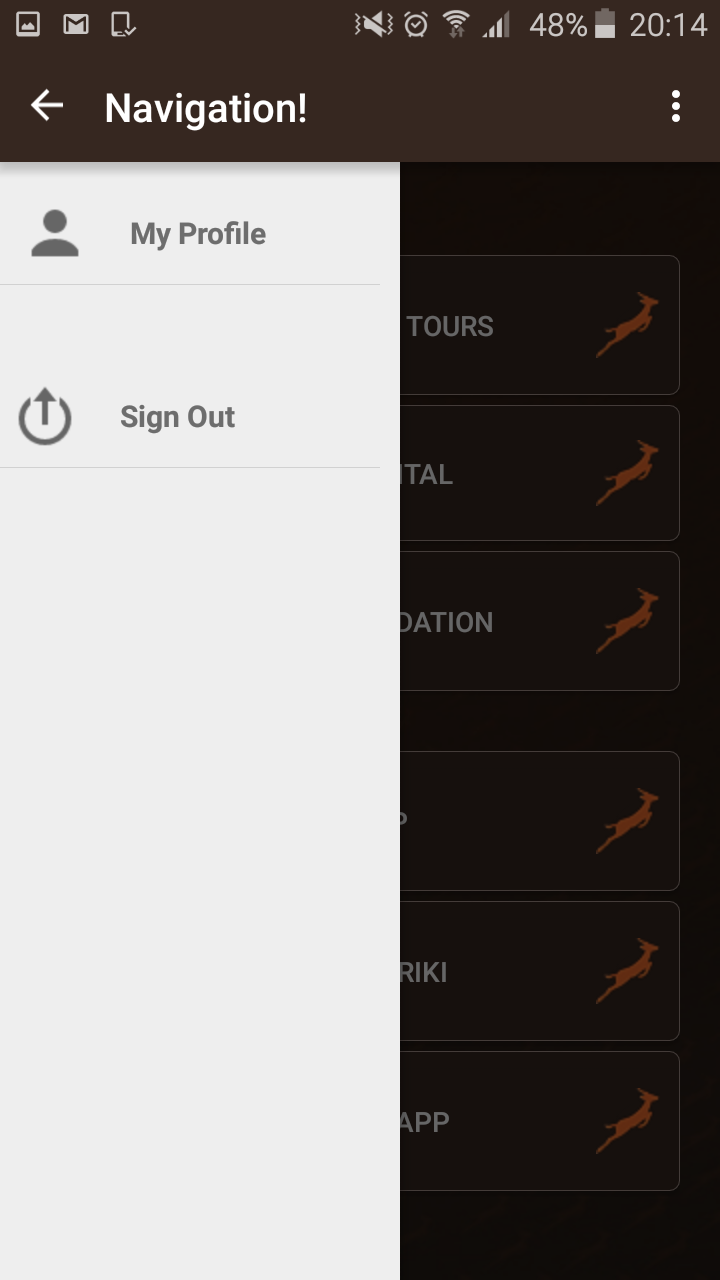 48% 20:14
Navigation!
My Profile
TOURS
Sign Out
TAL
DATION
RIKI
APP